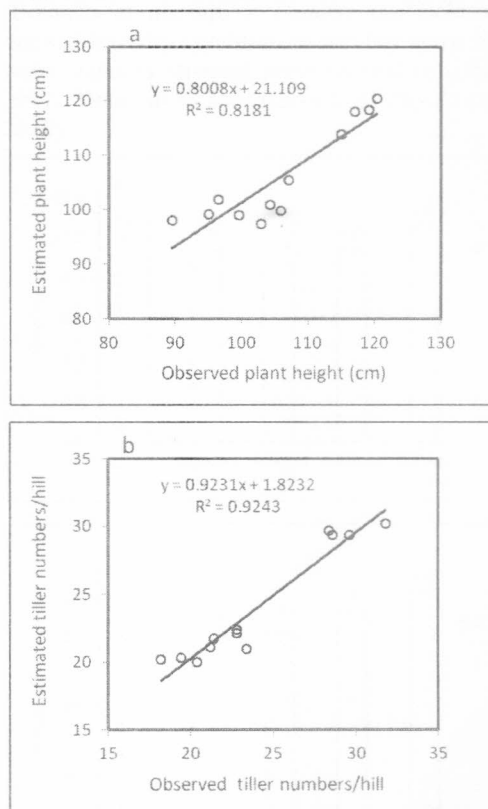 a
y = 0.8008x + 21.109
R² = 0.8181
Estimated plant height (cm)
130
120
110
100
90
80
80 90 100 110 120 130
Observed plant height (cm)
b
y = 0.9231x + 1.8232
R² = 0.9243
Estimated tiller numbers/hill
35
30
25
20
15
15 20 25 30 35
Observed tiller numbers/hill